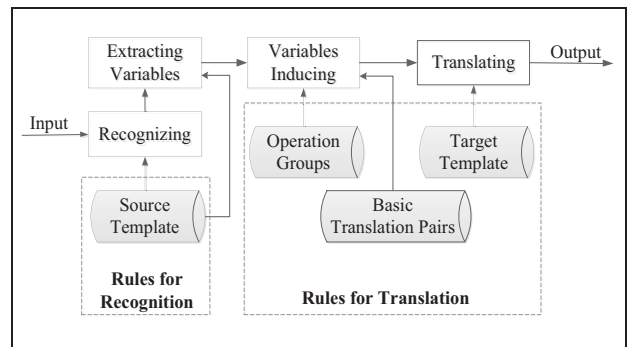 Extracting
Variables
Variables
Inducing
Translating
Output
Input
Recognizing
Operation
Groups
Target
Template
Source
Template
Basic
Translation Pairs
Rules for
Recognition
Rules for Translation